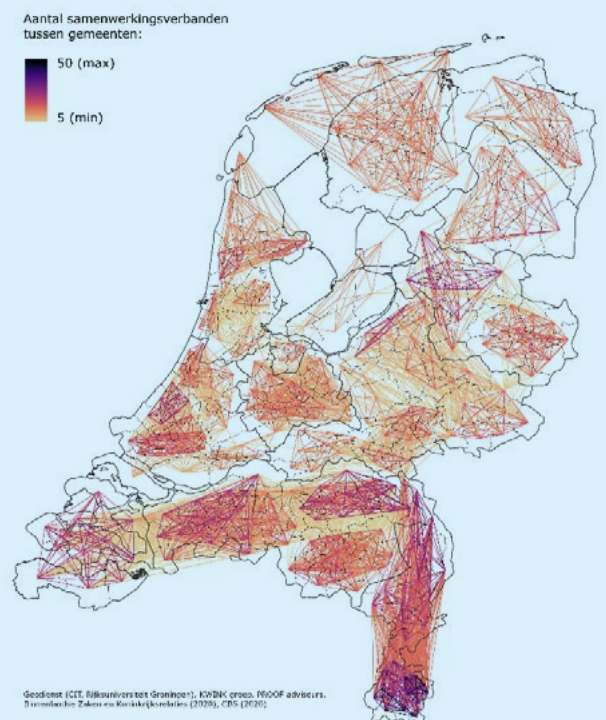 Aantal samenwerkingsverbanden
tussen gemeenten:
50 (max)
5 (min)
Geodienst (CIT, Rijksuniversiteit Groningen), KWINK groep, PROOF adviseurs,
Binnenlandse Zaken en Koninkrijksrelaties (2020), CBS (2020)